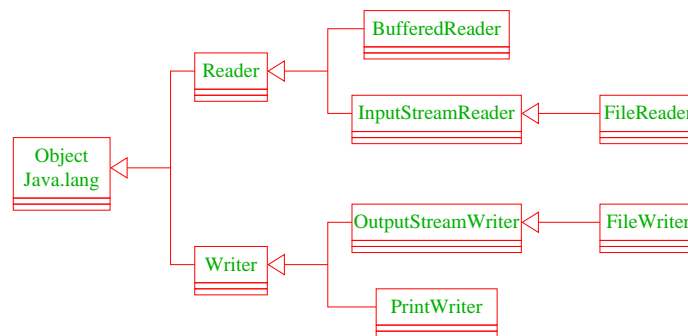 BufferedReader
Reader
InputStreamReader
FileReader
Object
Java.lang
OutputStreamWriter
FileWriter
Writer
PrintWriter